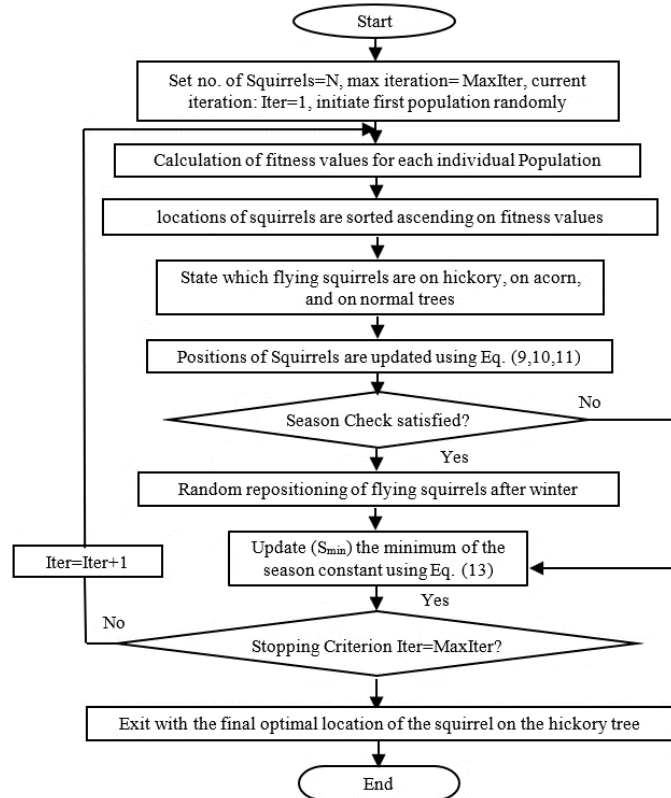 Start
Set no. of Squirrels=N, max iteration= MaxIter, current
iteration: Iter=1, initiate first population randomly
Calculation of fitness values for each individual Population
locations of squirrels are sorted ascending on fitness values
State which flying squirrels are on hickory, on acorn,
and on normal trees
Positions of Squirrels are updated using Eq. (9,10,11)
No
Season Check satisfied?
Yes
Random repositioning of flying squirrels after winter
Update (Smin) the minimum of the
season constant using Eq. (13)
Iter=Iter+1
Yes
No
Stopping Criterion Iter=MaxIter?
Exit with the final optimal location of the squirrel on the hickory tree
End